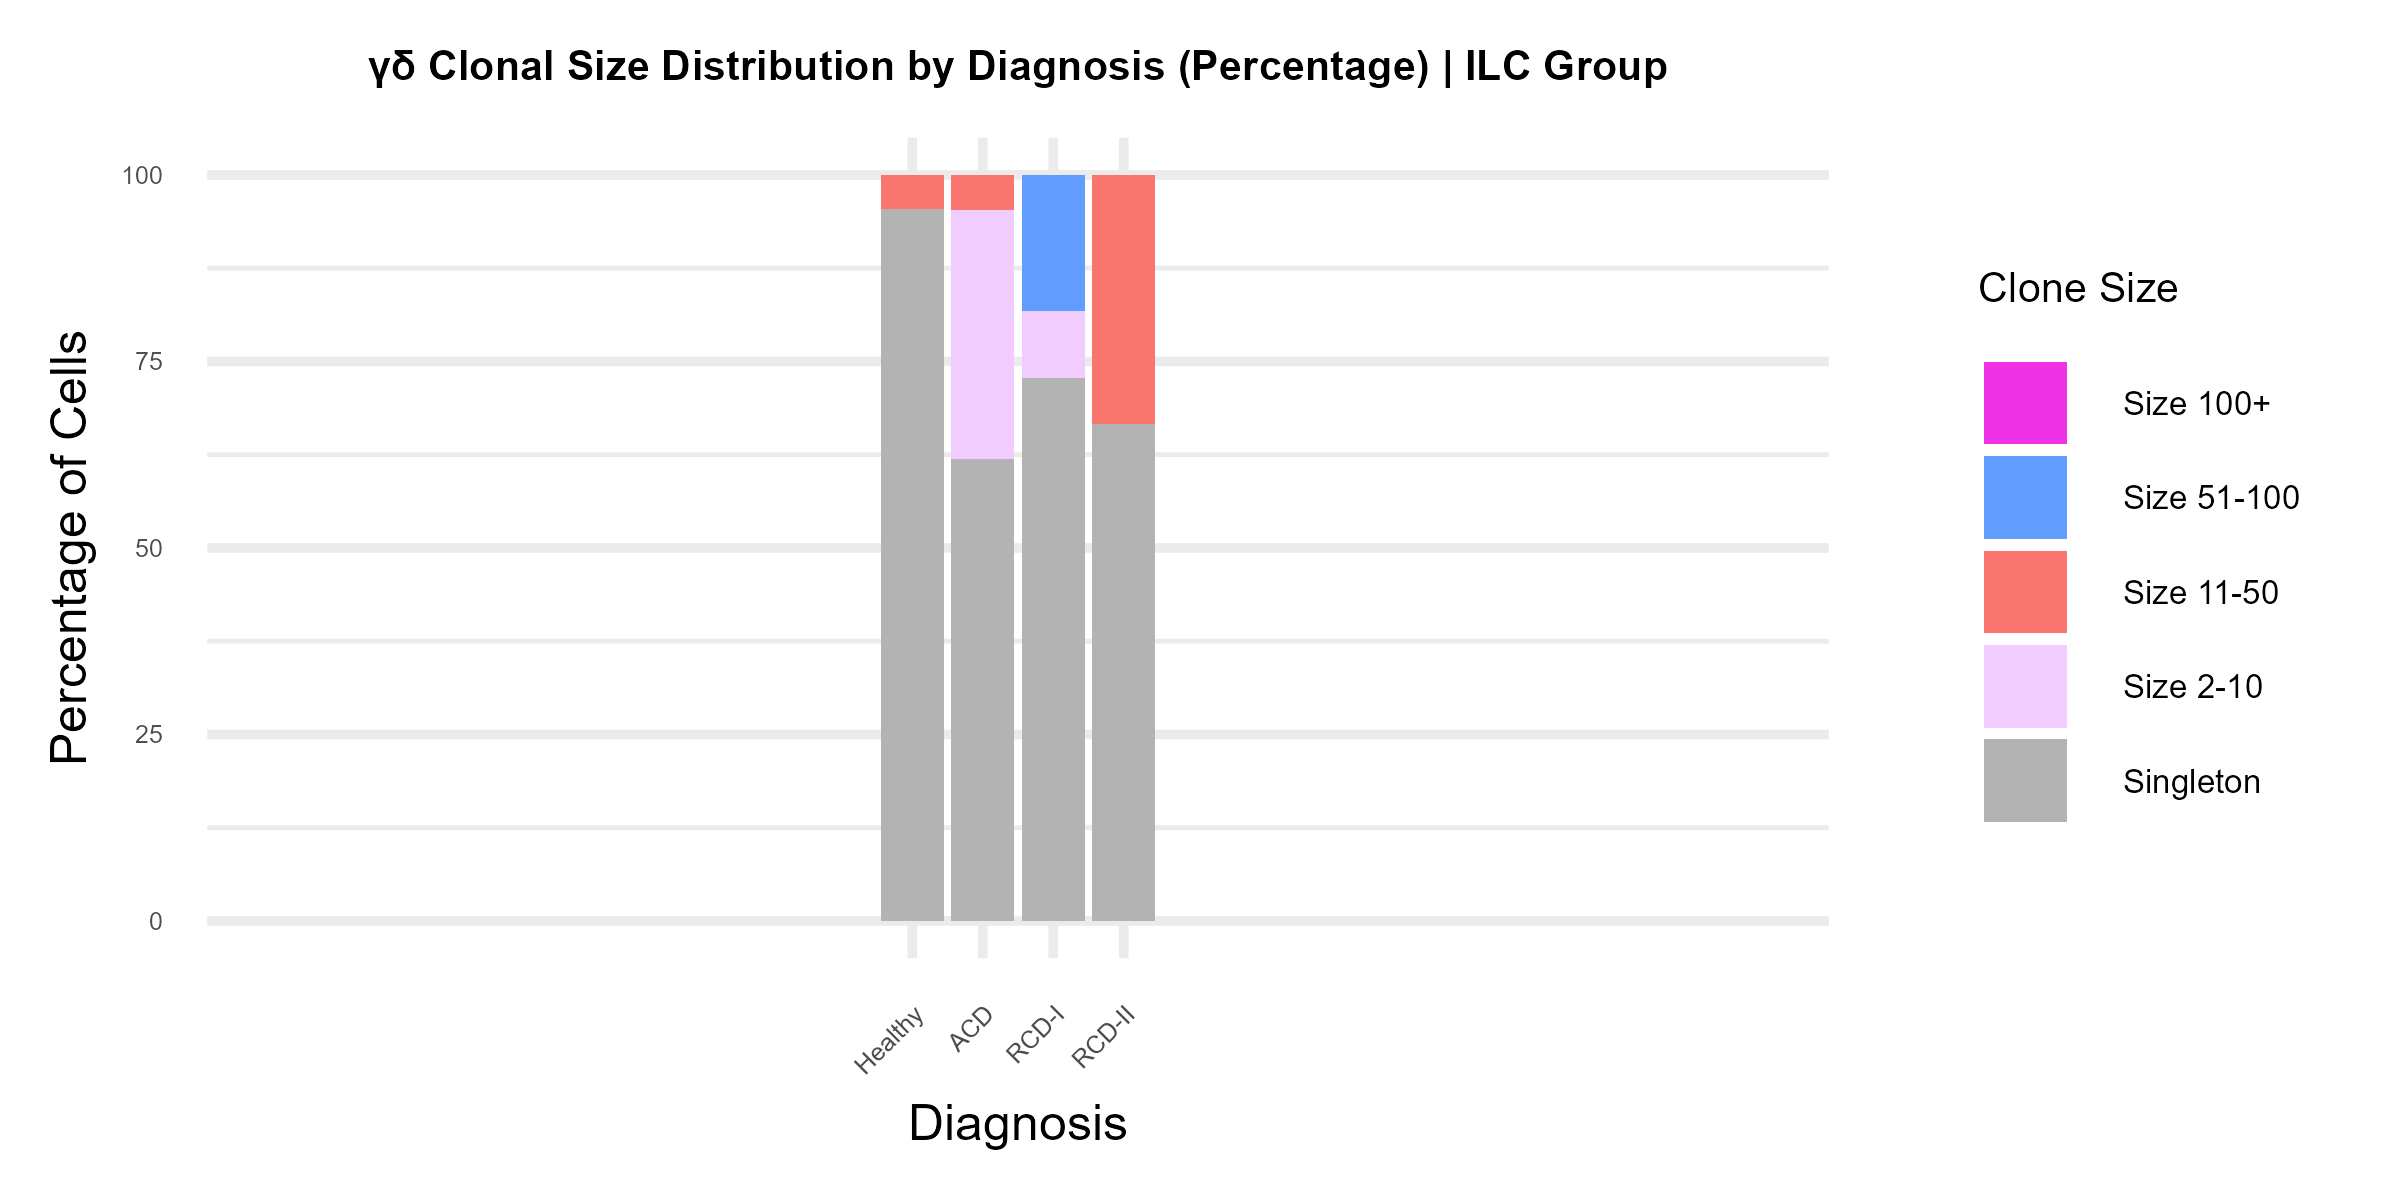 γδ Clonal Size Distribution by Diagnosis (Percentage) | ILC Group
Percentage of Cells
100
75
50
25
0
Healthy
ACD
RCD-I
RCD-II
Diagnosis
Clone Size
Size 100+
Size 51-100
Size 11-50
Size 2-10
Singleton